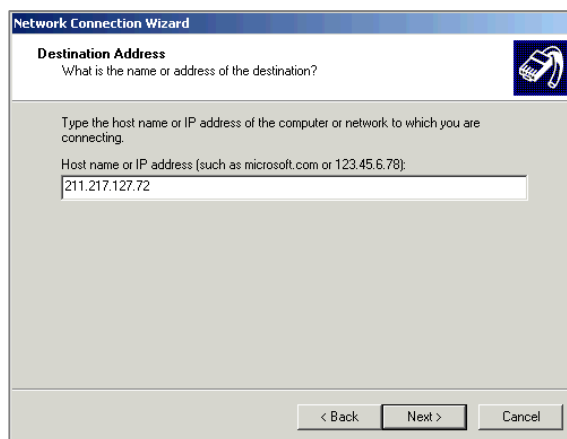 Network Connection Wizard
Destination Address
What is the name or address of the destination?
Type the host name or IP address of the computer or network to which you are
connecting.
Host name or IP address (such as microsoft.com or 123.45.6.78):
211.217.127.72
< Back
Next >
Cancel